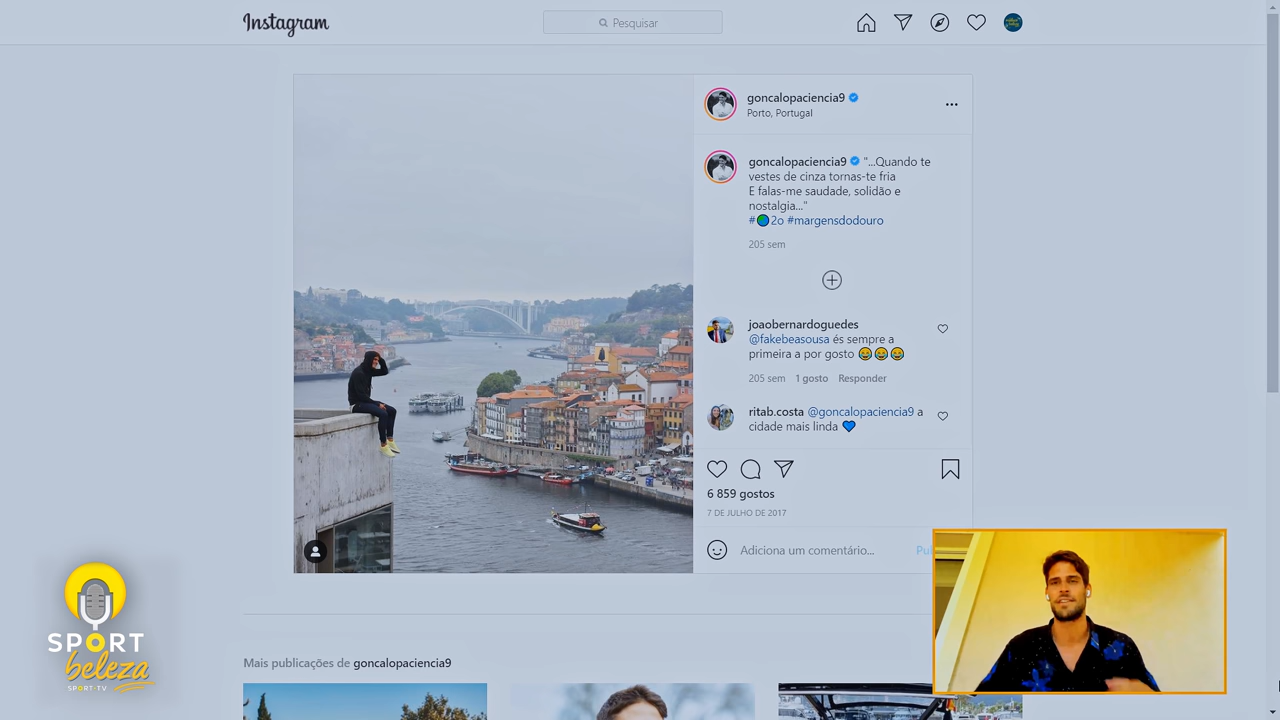 Instagram
Pesquisar
goncalopaciencia9
Porto, Portugal
goncalopaciencia9 "...Quando te
vestes de cinza tornas-te fria
E falas-me saudade, solidão e
nostalgia..."
#🌍2o #margensdodouro
205 sem
joaobernardoguedes
@fakebeasousa és sempre a
primeira a por gosto 😂😂😂
205 sem 1 gosto Responder
ritab.costa @goncalopaciencia9 a
cidade mais linda 💙
6 859 gostos
7 DE JULHO DE 2017
Adiciona um comentário...
Mais publicações de goncalopaciencia9
SPORT
beleza
SPORT•TV